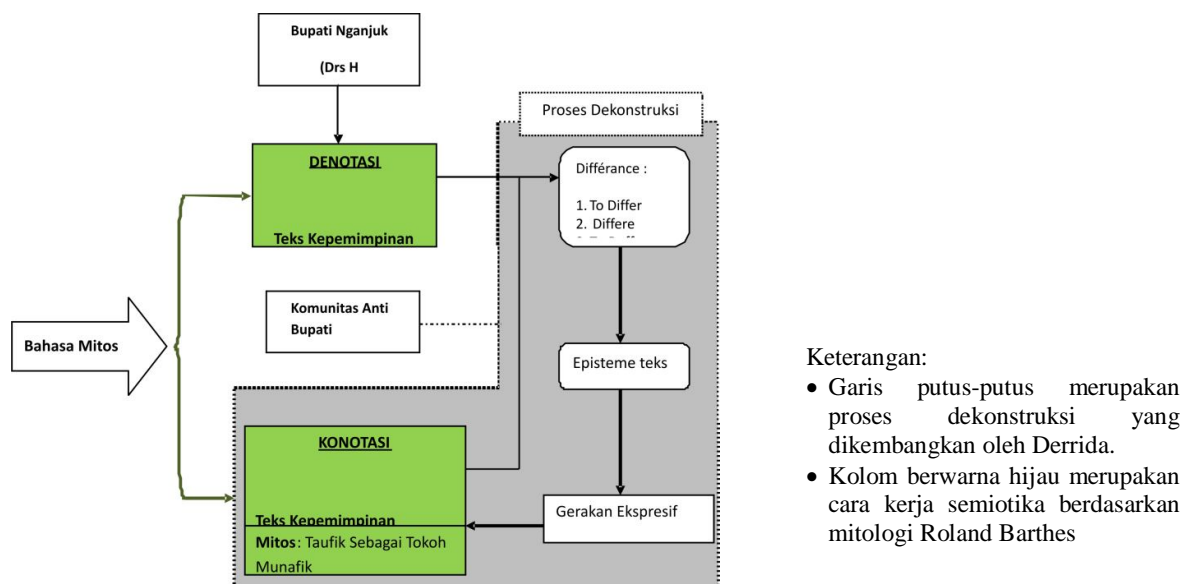 Bupati Nganjuk
(Drs H
Proses Dekonstruksi
DENOTASI
Teks Kepemimpinan
Différance :
1. To Differ
2. Differe
Komunitas Anti
Bupati
Bahasa Mitos
Episteme teks
KONOTASI
Teks Kepemimpinan
Mitos: Taufik Sebagai Tokoh
Munafik
Gerakan Ekspresif
Keterangan:
• Garis putus-putus merupakan
proses dekonstruksi yang
dikembangkan oleh Derrida.
• Kolom berwarna hijau merupakan
cara kerja semiotika berdasarkan
mitologi Roland Barthes